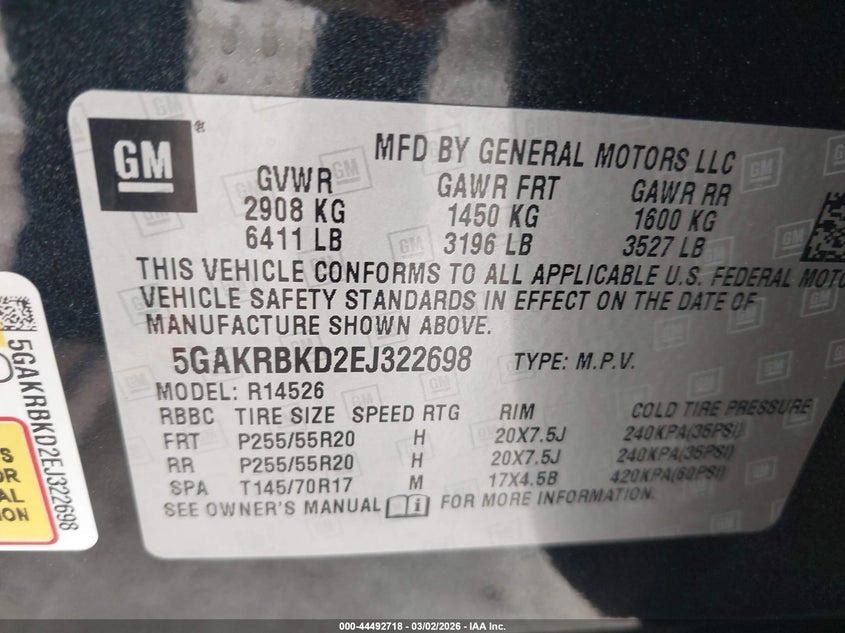 GM
®
MFD BY GENERAL MOTORS LLC
GVWR GAWR FRT GAWR RR
2908 KG 1450 KG 1600 KG
6411 LB 3196 LB 3527 LB
THIS VEHICLE CONFORMS TO ALL APPLICABLE U.S. FEDERAL MOTO
VEHICLE SAFETY STANDARDS IN EFFECT ON THE DATE OF
MANUFACTURE SHOWN ABOVE.
5GAKRBKD2EJ322698 TYPE: M.P.V.
MODEL: R14526
RBBC TIRE SIZE SPEED RTG RIM COLD TIRE PRESSURE
FRT P255/55R20 H 20X7.5J 240KPA(35PSI)
RR P255/55R20 H 20X7.5J 240KPA(35PSI)
SPA T145/70R17 M 17X4.5B 420KPA(60PSI)
SEE OWNER'S MANUAL FOR MORE INFORMATION.
5GAKRBKD2EJ322698
S
OR
AL
ION
000-44492718 | 03/02/2026 | IAA Inc.